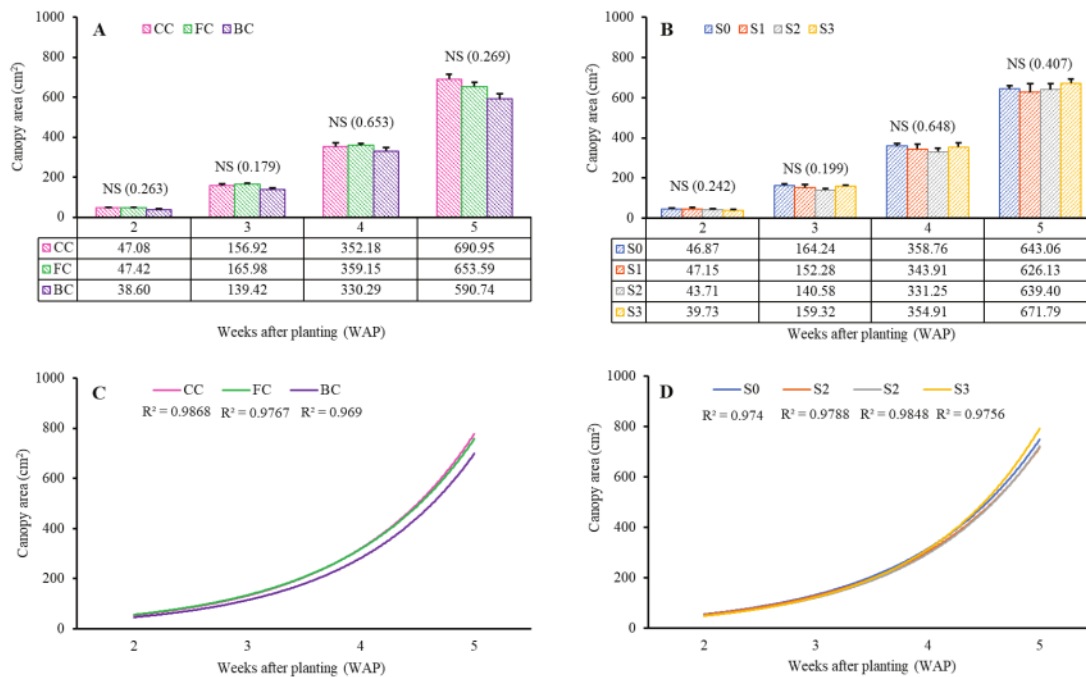 A
CC FC BC
1000
800
600
400
200
0
Canopy area (cm²)
NS (0.263)
NS (0.179)
NS (0.653)
NS (0.269)
2 3 4 5
CC 47.08 156.92 352.18 690.95
FC 47.42 165.98 359.15 653.59
BC 38.60 139.42 330.29 590.74
Weeks after planting (WAP)
B
S0 S1 S2 S3
1000
800
600
400
200
0
Canopy area (cm²)
NS (0.242)
NS (0.199)
NS (0.648)
NS (0.407)
2 3 4 5
S0 46.87 164.24 358.76 643.06
S1 47.15 152.28 343.91 626.13
S2 43.71 140.58 331.25 639.40
S3 39.73 159.32 354.91 671.79
Weeks after planting (WAP)
C
CC FC BC
R² = 0.9868 R² = 0.9767 R² = 0.969
1000
800
600
400
200
0
Canopy area (cm²)
2 3 4 5
Weeks after planting (WAP)
D
S0 S2 S2 S3
R² = 0.974 R² = 0.9788 R² = 0.9848 R² = 0.9756
1000
800
600
400
200
0
Canopy area (cm²)
2 3 4 5
Weeks after planting (WAP)